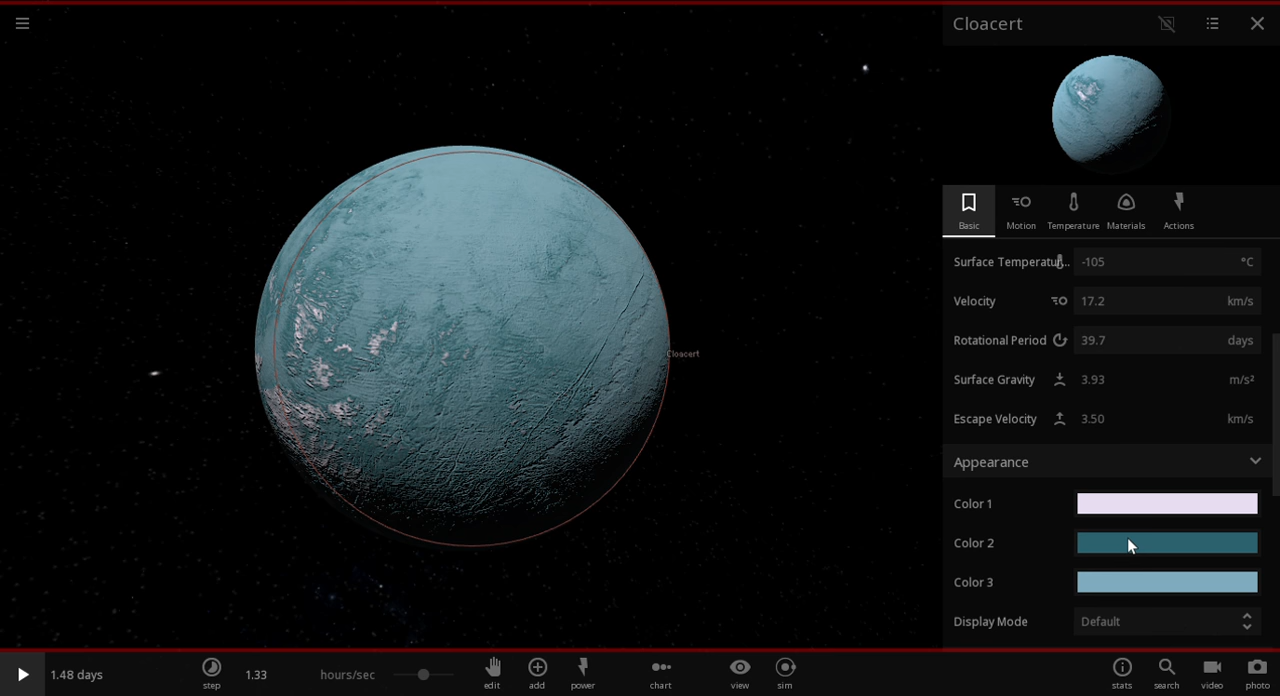 Cloacert
Basic
Motion
Temperature
Materials
Actions
Surface Temperatur... -105 °C
Velocity 17.2 km/s
Rotational Period 39.7 days
Surface Gravity 3.93 m/s²
Escape Velocity 3.50 km/s
Appearance
Color 1
Color 2
Color 3
Display Mode Default
Cloacert
1.48 days
step
1.33 hours/sec
edit
add
power
chart
view
sim
stats
search
video
photo